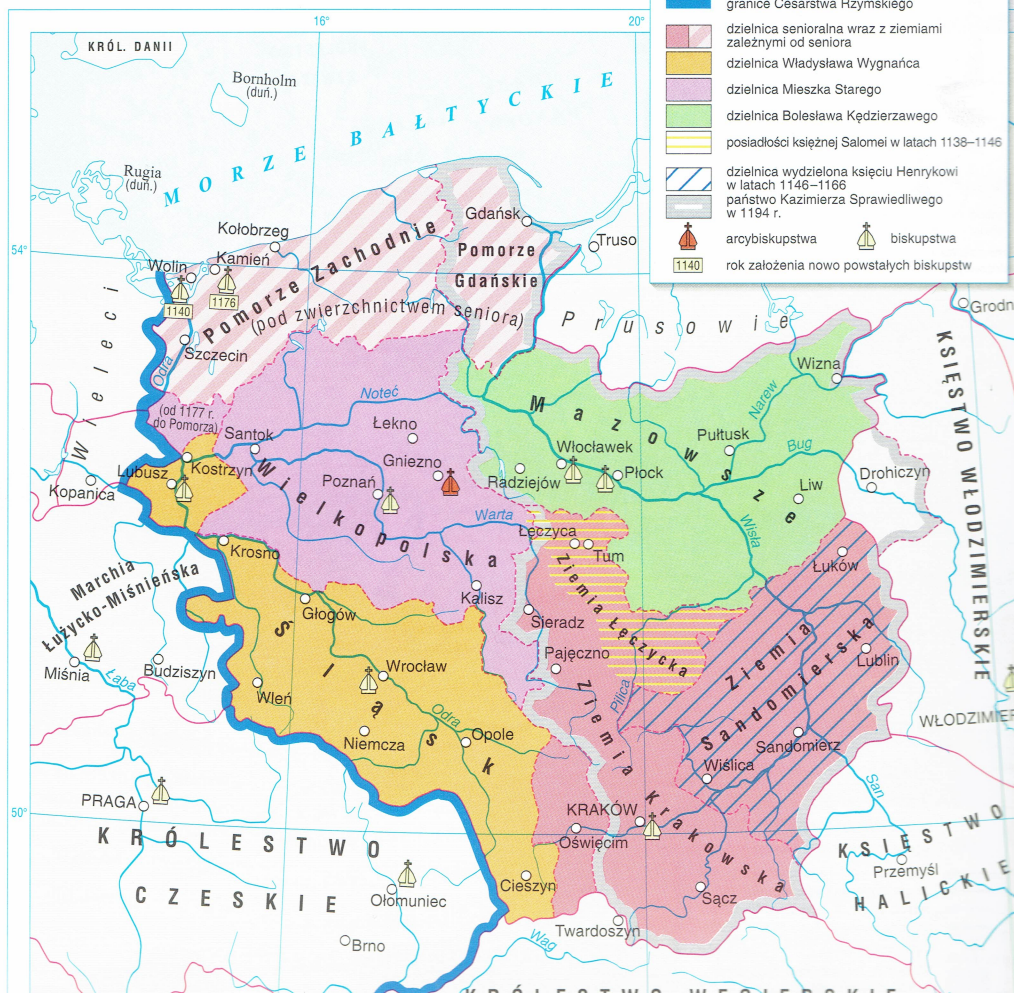 granice Cesarstwa Rzymskiego
dzielnica senioralna wraz z ziemiami
zależnymi od seniora
dzielnica Władysława Wygnańca
dzielnica Mieszka Starego
dzielnica Bolesława Kędzierzawego
posiadłości księżnej Salomei w latach 1138–1146
dzielnica wydzielona księciu Henrykowi
w latach 1146–1166
państwo Kazimierza Sprawiedliwego
w 1194 r.
arcybiskupstwa
biskupstwa
1140
rok założenia nowo powstałych biskupstw
16°
20°
KRÓL. DANII
Bornholm
(duń.)
MORZE BAŁTYCKIE
Rugia
(duń.)
54°
Kołobrzeg
Gdańsk
Truso
Wolin
Kamień
1140
1176
Pomorze Zachodnie
(pod zwierzchnictwem seniora)
Pomorze
Gdańskie
Prusowie
Grodn
Wieleci
Szczecin
Odra
(od 1177 r.
do Pomorza)
Wizna
Noteć
Narew
KSIĘSTWO WŁODZIMIERSKIE
Mazowsze
Łekno
Santok
Pułtusk
Bug
Włocławek
Kostrzyn
Gniezno
Lubusz
Radziejów
Płock
Drohiczyn
Kopanica
Poznań
Liw
Wielkopolska
Warta
Wisła
Łęczyca
Tum
Krosno
Łuków
Marchia
Łużycko-Miśnieńska
Ziemia Łęczycka
Kalisz
Głogów
Sieradz
Śląsk
Ziemia
Sandomierska
Lublin
Miśnia
Budziszyn
Wrocław
Pajęczno
Łaba
Wleń
Pilica
Odra
Niemcza
Opole
Ziemia Krakowska
Sandomierz
WŁODZIMIER
Wiślica
San
PRAGA
50°
KRAKÓW
Oświęcim
KRÓLESTWO
CZESKIE
KSIĘSTWO
HALICKIE
Przemyśl
Cieszyn
Sącz
Ołomuniec
Twardoszyn
Brno
Wag
KRÓLESTWO WĘGIERSKIE